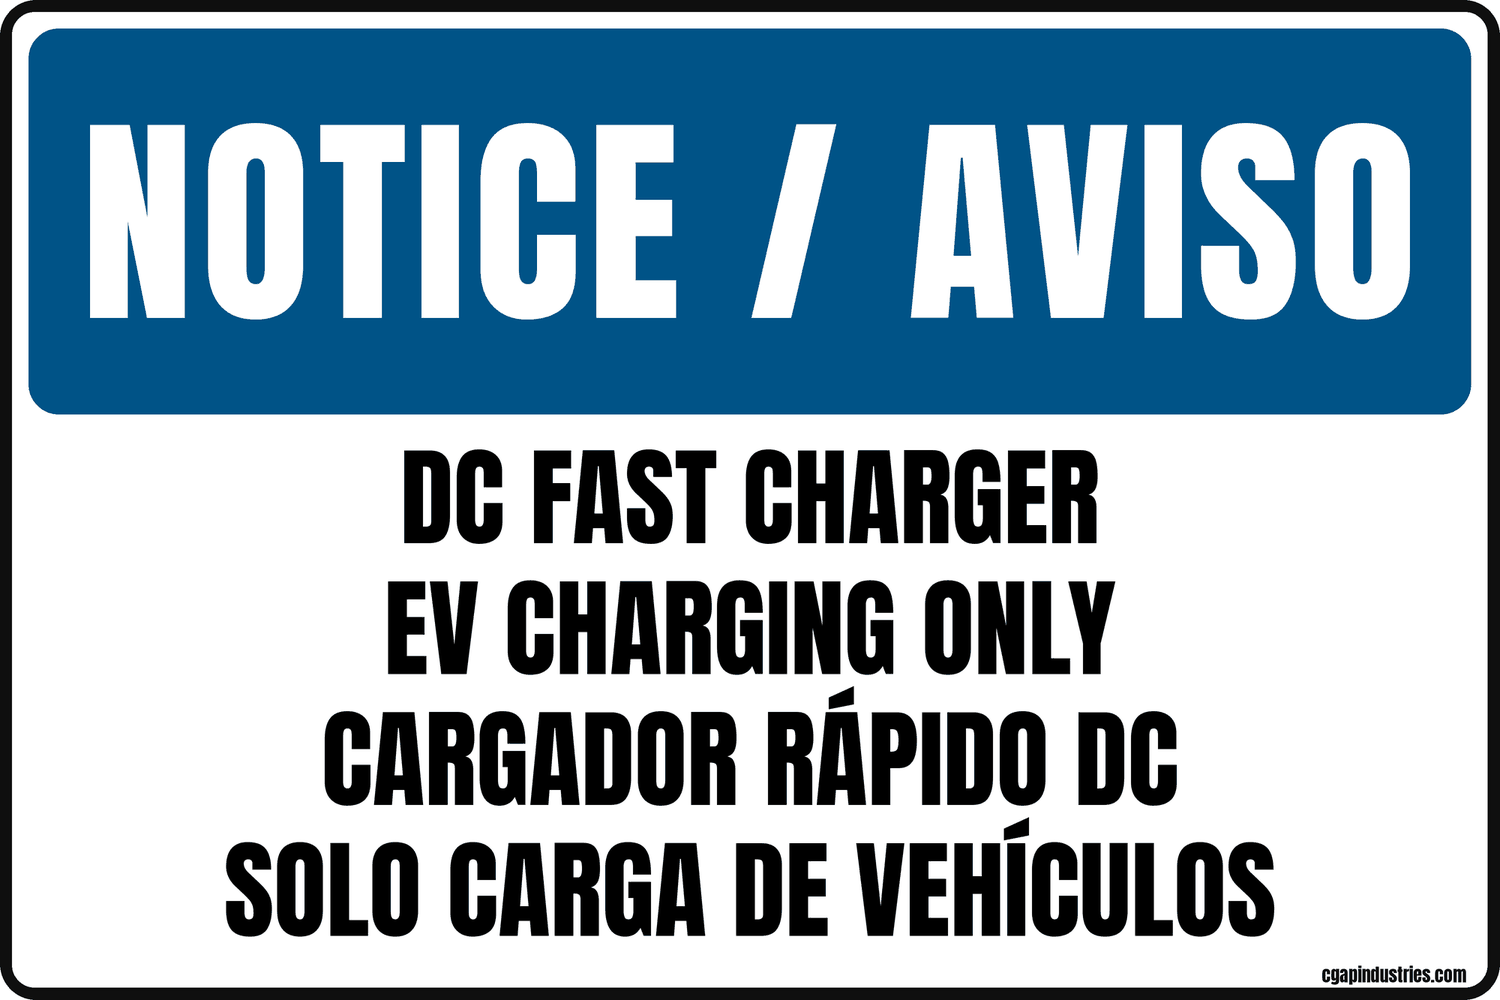 NOTICE / AVISO
DC FAST CHARGER
EV CHARGING ONLY
CARGADOR RÁPIDO DC
SOLO CARGA DE VEHÍCULOS
cgapindustries.com